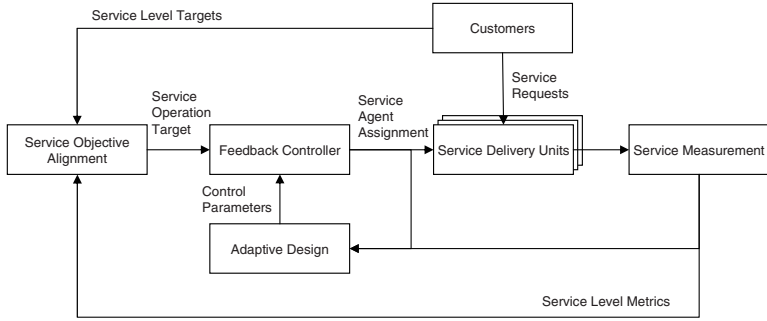 Service Level Targets
Customers
Service
Requests
Service
Operation
Target
Service
Agent
Assignment
Service Objective
Alignment
Feedback Controller
Service Delivery Units
Service Measurement
Control
Parameters
Adaptive Design
Service Level Metrics